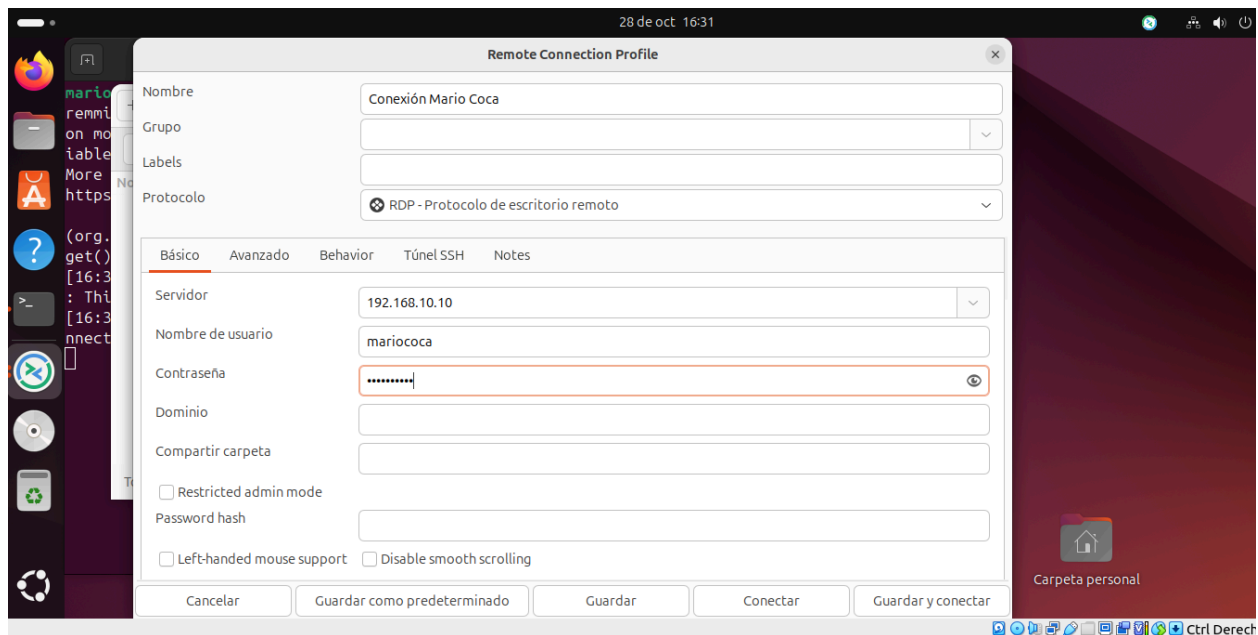 28 de oct 16:31
Remote Connection Profile
mario
remmi
on mo
iable
More
https
(org.
get()
[16:3
: Thi
[16:3
nnect
No
Nombre
Conexión Mario Coca
Grupo
Labels
Protocolo
RDP - Protocolo de escritorio remoto
Básico Avanzado Behavior Túnel SSH Notes
Servidor
192.168.10.10
Nombre de usuario
mariococa
Contraseña
••••••••••
Dominio
Compartir carpeta
Restricted admin mode
Password hash
Left-handed mouse support Disable smooth scrolling
Cancelar Guardar como predeterminado Guardar Conectar Guardar y conectar
Carpeta personal
Ctrl Derech